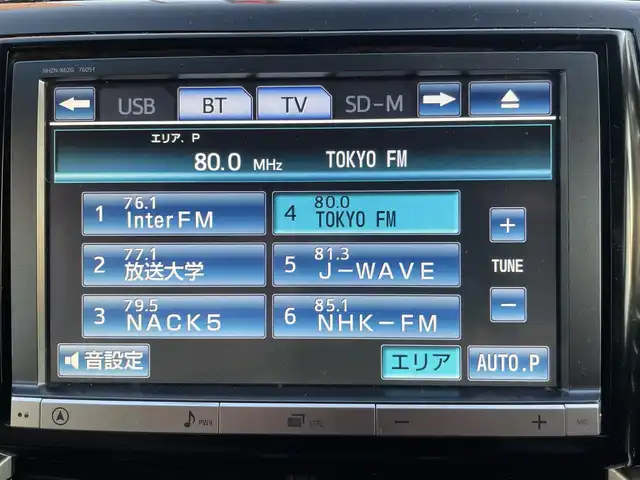 NHZN-X62G 76051
USB BT TV SD-M
エリア. P
80.0 MHz TOKYO FM
1 76.1 InterFM
4 80.0 TOKYO FM
2 77.1 放送大学
5 81.3 J-WAVE
3 79.5 NACK5
6 85.1 NHK-FM
+
TUNE
−
音設定
エリア
AUTO.P
PWR
− +